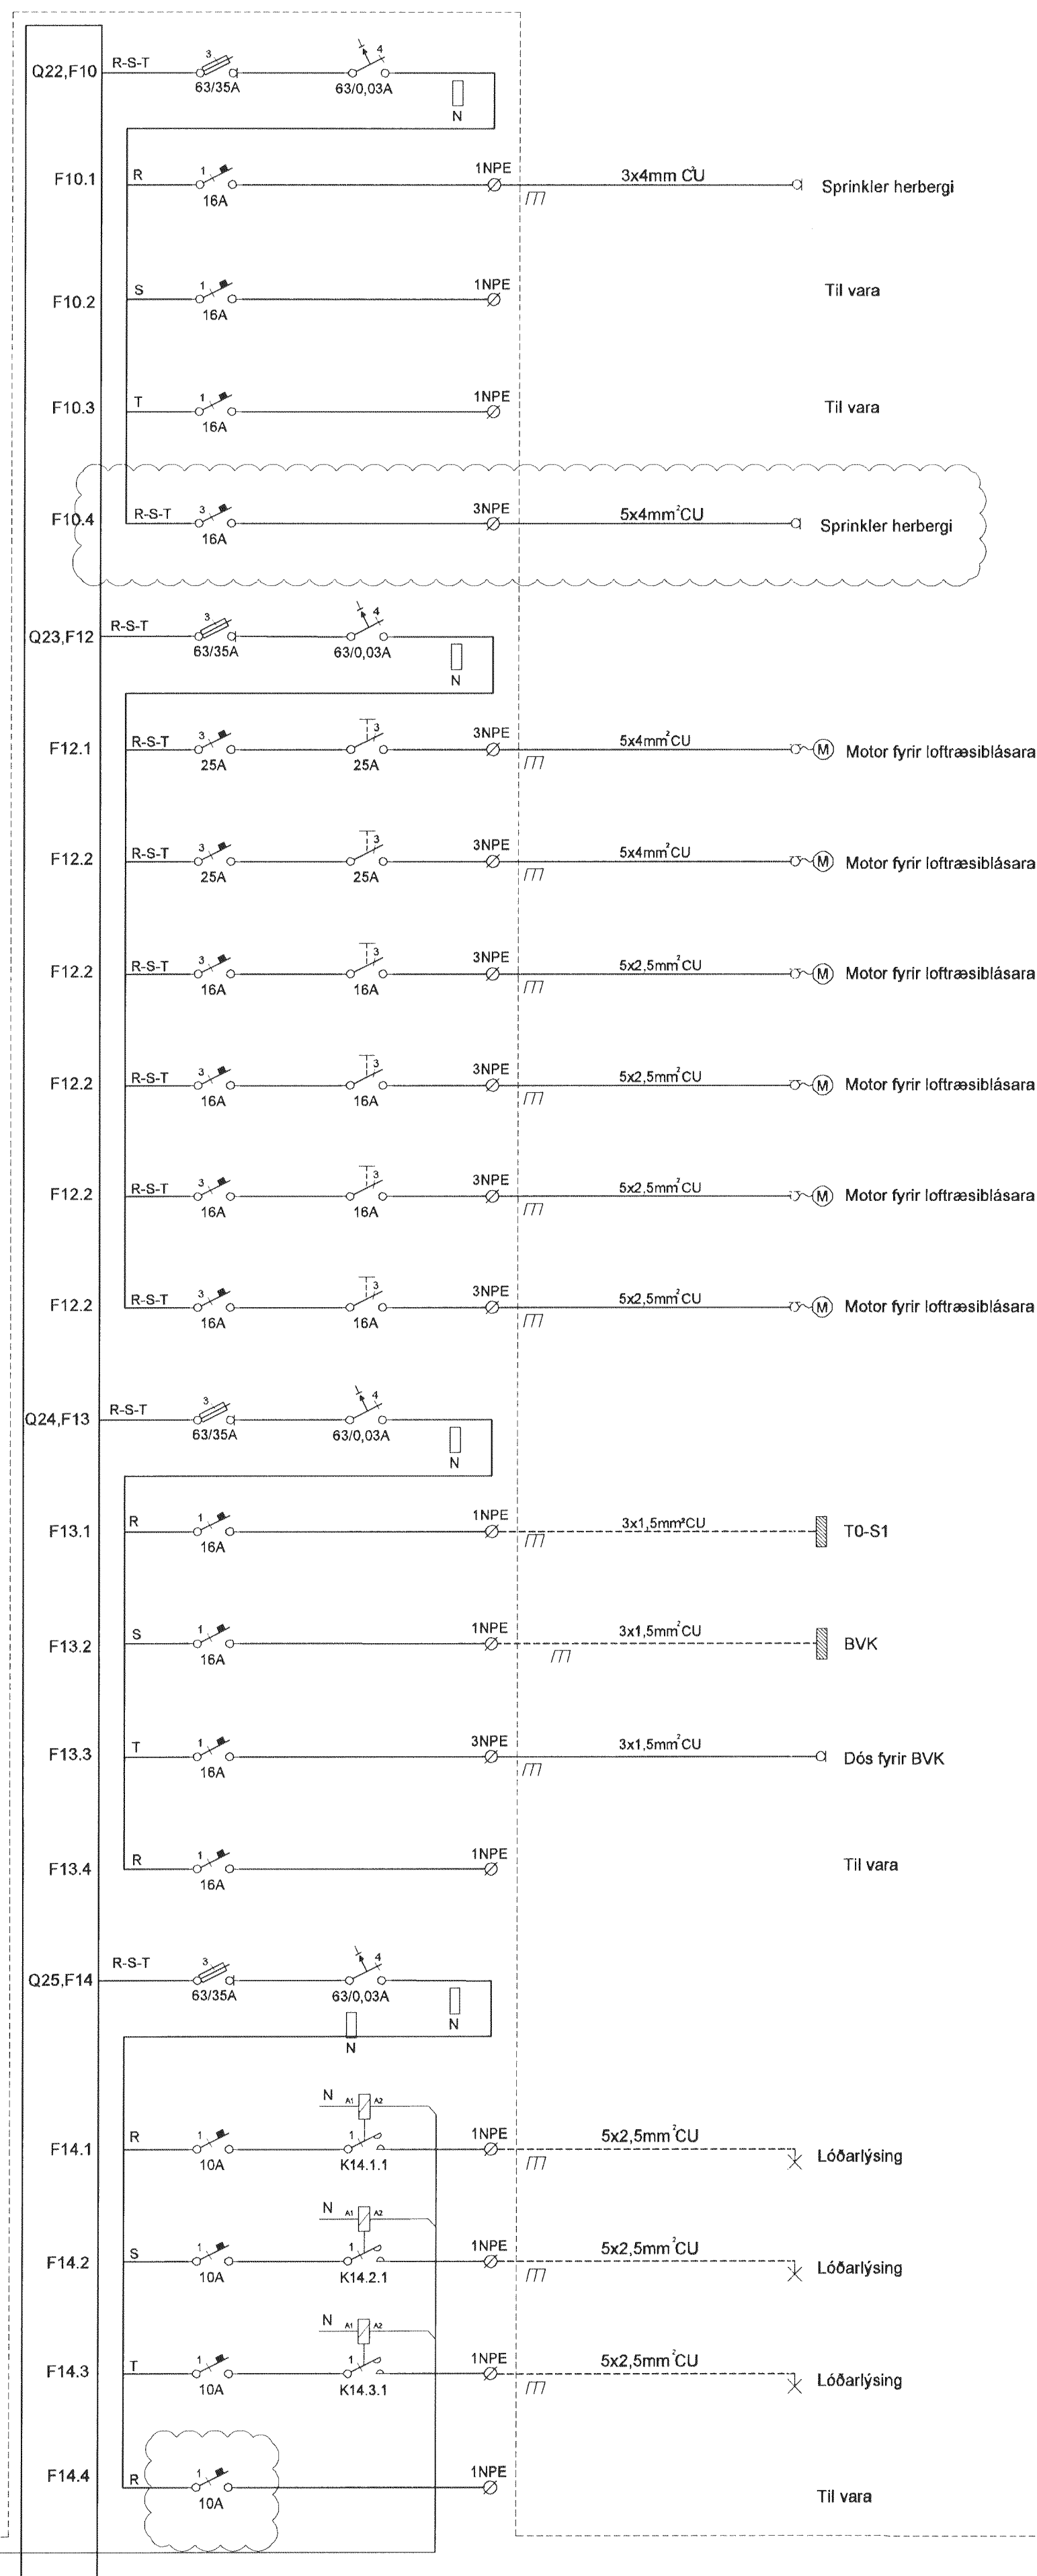 Q22,F10 R-S-T 3 63/35A 4 63/0,03A N
F10.1 R 1 16A 1NPE 3x4mm²CU Sprinkler herbergi
F10.2 S 1 16A 1NPE Til vara
F10.3 T 1 16A 1NPE Til vara
F10.4 R-S-T 3 16A 3NPE 5x4mm²CU Sprinkler herbergi
Q23,F12 R-S-T 3 63/35A 4 63/0,03A N
F12.1 R-S-T 3 25A 3 25A 3NPE 5x4mm²CU M Motor fyrir loftræsiblásara
F12.2 R-S-T 3 25A 3 25A 3NPE 5x4mm²CU M Motor fyrir loftræsiblásara
F12.2 R-S-T 3 16A 3 16A 3NPE 5x2,5mm²CU M Motor fyrir loftræsiblásara
F12.2 R-S-T 3 16A 3 16A 3NPE 5x2,5mm²CU M Motor fyrir loftræsiblásara
F12.2 R-S-T 3 16A 3 16A 3NPE 5x2,5mm²CU M Motor fyrir loftræsiblásara
F12.2 R-S-T 3 16A 3 16A 3NPE 5x2,5mm²CU M Motor fyrir loftræsiblásara
Q24,F13 R-S-T 3 63/35A 4 63/0,03A N
F13.1 R 1 16A 1NPE 3x1,5mm²CU T0-S1
F13.2 S 1 16A 1NPE 3x1,5mm²CU BVK
F13.3 T 1 16A 3NPE 3x1,5mm²CU Dós fyrir BVK
F13.4 R 1 16A 1NPE Til vara
Q25,F14 R-S-T 3 63/35A 4 63/0,03A N
N
N A1 A2
F14.1 R 1 10A 1 K14.1.1 1NPE 5x2,5mm²CU Lóðarlýsing
N A1 A2
F14.2 S 1 10A 1 K14.2.1 1NPE 5x2,5mm²CU Lóðarlýsing
N A1 A2
F14.3 T 1 10A 1 K14.3.1 1NPE 5x2,5mm²CU Lóðarlýsing
F14.4 R 1 10A 1NPE Til vara